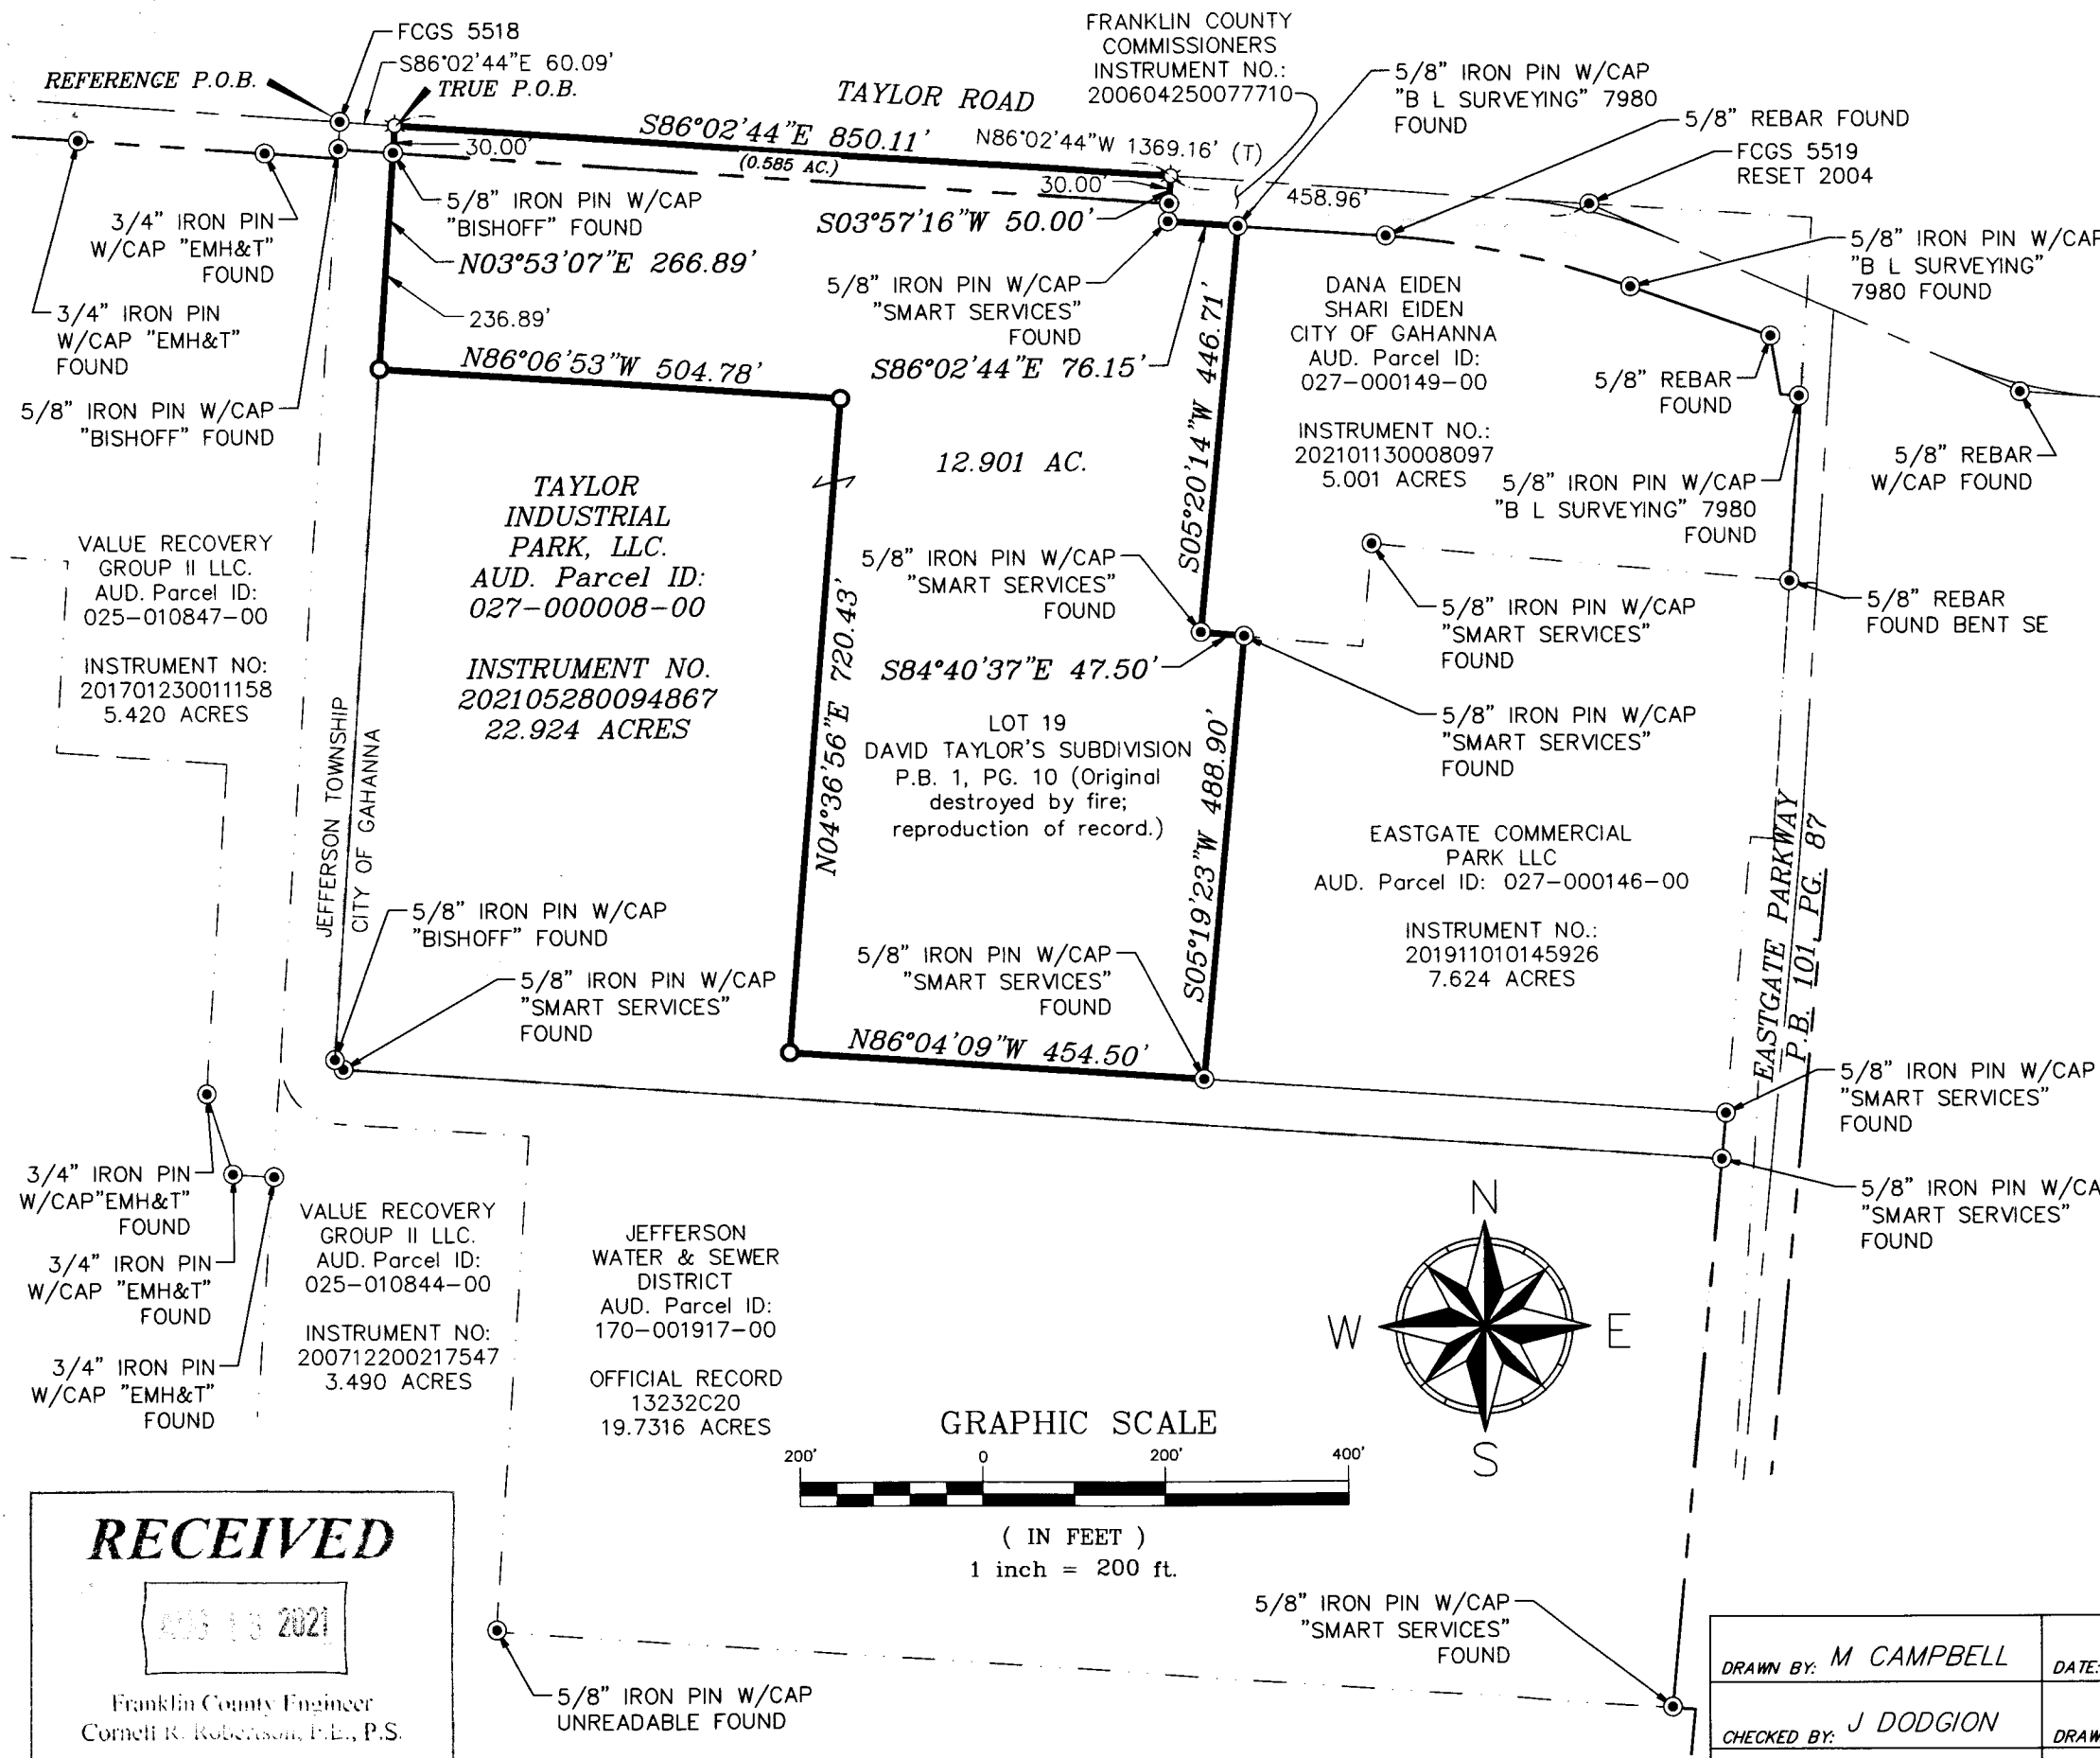 FCGS 5518
S86°02'44"E 60.09'
REFERENCE P.O.B.
TRUE P.O.B.
TAYLOR ROAD
FRANKLIN COUNTY
COMMISSIONERS
INSTRUMENT NO.:
200604250077710
5/8" IRON PIN W/CAP
"B L SURVEYING" 7980
FOUND
5/8" REBAR FOUND
FCGS 5519
RESET 2004
S86°02'44"E 850.11'
(0.585 AC.)
N86°02'44"W 1369.16' (T)
30.00'
30.00'
458.96'
3/4" IRON PIN
W/CAP "EMH&T"
FOUND
5/8" IRON PIN W/CAP
"BISHOFF" FOUND
S03°57'16"W 50.00'
N03°53'07"E 266.89'
236.89'
5/8" IRON PIN W/CAP
"SMART SERVICES"
FOUND
DANA EIDEN
SHARI EIDEN
CITY OF GAHANNA
AUD. Parcel ID:
027-000149-00
INSTRUMENT NO.:
202101130008097
5.001 ACRES
5/8" IRON PIN W/CAP
"B L SURVEYING"
7980 FOUND
3/4" IRON PIN
W/CAP "EMH&T"
FOUND
N86°06'53"W 504.78'
S86°02'44"E 76.15'
S05°20'14"W 446.71'
5/8" REBAR
FOUND
5/8" IRON PIN W/CAP
"BISHOFF" FOUND
5/8" REBAR
W/CAP FOUND
5/8" IRON PIN W/CAP
"B L SURVEYING" 7980
FOUND
12.901 AC.
TAYLOR
INDUSTRIAL
PARK, LLC.
AUD. Parcel ID:
027-000008-00
INSTRUMENT NO.
202105280094867
22.924 ACRES
VALUE RECOVERY
GROUP II LLC.
AUD. Parcel ID:
025-010847-00
INSTRUMENT NO:
201701230011158
5.420 ACRES
5/8" IRON PIN W/CAP
"SMART SERVICES"
FOUND
5/8" IRON PIN W/CAP
"SMART SERVICES"
FOUND
5/8" REBAR
FOUND BENT SE
S84°40'37"E 47.50'
5/8" IRON PIN W/CAP
"SMART SERVICES"
FOUND
N04°36'56"E 720.43'
LOT 19
DAVID TAYLOR'S SUBDIVISION
P.B. 1, PG. 10 (Original
destroyed by fire;
reproduction of record.)
S05°19'23"W 488.90'
JEFFERSON TOWNSHIP
CITY OF GAHANNA
EASTGATE COMMERCIAL
PARK LLC
AUD. Parcel ID: 027-000146-00
INSTRUMENT NO.:
201911010145926
7.624 ACRES
EASTGATE PARKWAY
P.B. 101, PG. 87
5/8" IRON PIN W/CAP
"BISHOFF" FOUND
5/8" IRON PIN W/CAP
"SMART SERVICES"
FOUND
5/8" IRON PIN W/CAP
"SMART SERVICES"
FOUND
N86°04'09"W 454.50'
5/8" IRON PIN W/CAP
"SMART SERVICES"
FOUND
3/4" IRON PIN
W/CAP"EMH&T"
FOUND
3/4" IRON PIN
W/CAP "EMH&T"
FOUND
3/4" IRON PIN
W/CAP "EMH&T"
FOUND
VALUE RECOVERY
GROUP II LLC.
AUD. Parcel ID:
025-010844-00
INSTRUMENT NO:
200712200217547
3.490 ACRES
JEFFERSON
WATER & SEWER
DISTRICT
AUD. Parcel ID:
170-001917-00
OFFICIAL RECORD
13232C20
19.7316 ACRES
5/8" IRON PIN W/CA
"SMART SERVICES"
FOUND
N
W
E
S
GRAPHIC SCALE
200' 0 200' 400'
( IN FEET )
1 inch = 200 ft.
RECEIVED
AUG 13 2021
Franklin County Engineer
Cornell R. Robertson, P.E., P.S.
5/8" IRON PIN W/CAP
UNREADABLE FOUND
5/8" IRON PIN W/CAP
"SMART SERVICES"
FOUND
DRAWN BY: M CAMPBELL
DATE:
CHECKED BY: J DODGION
DRAW